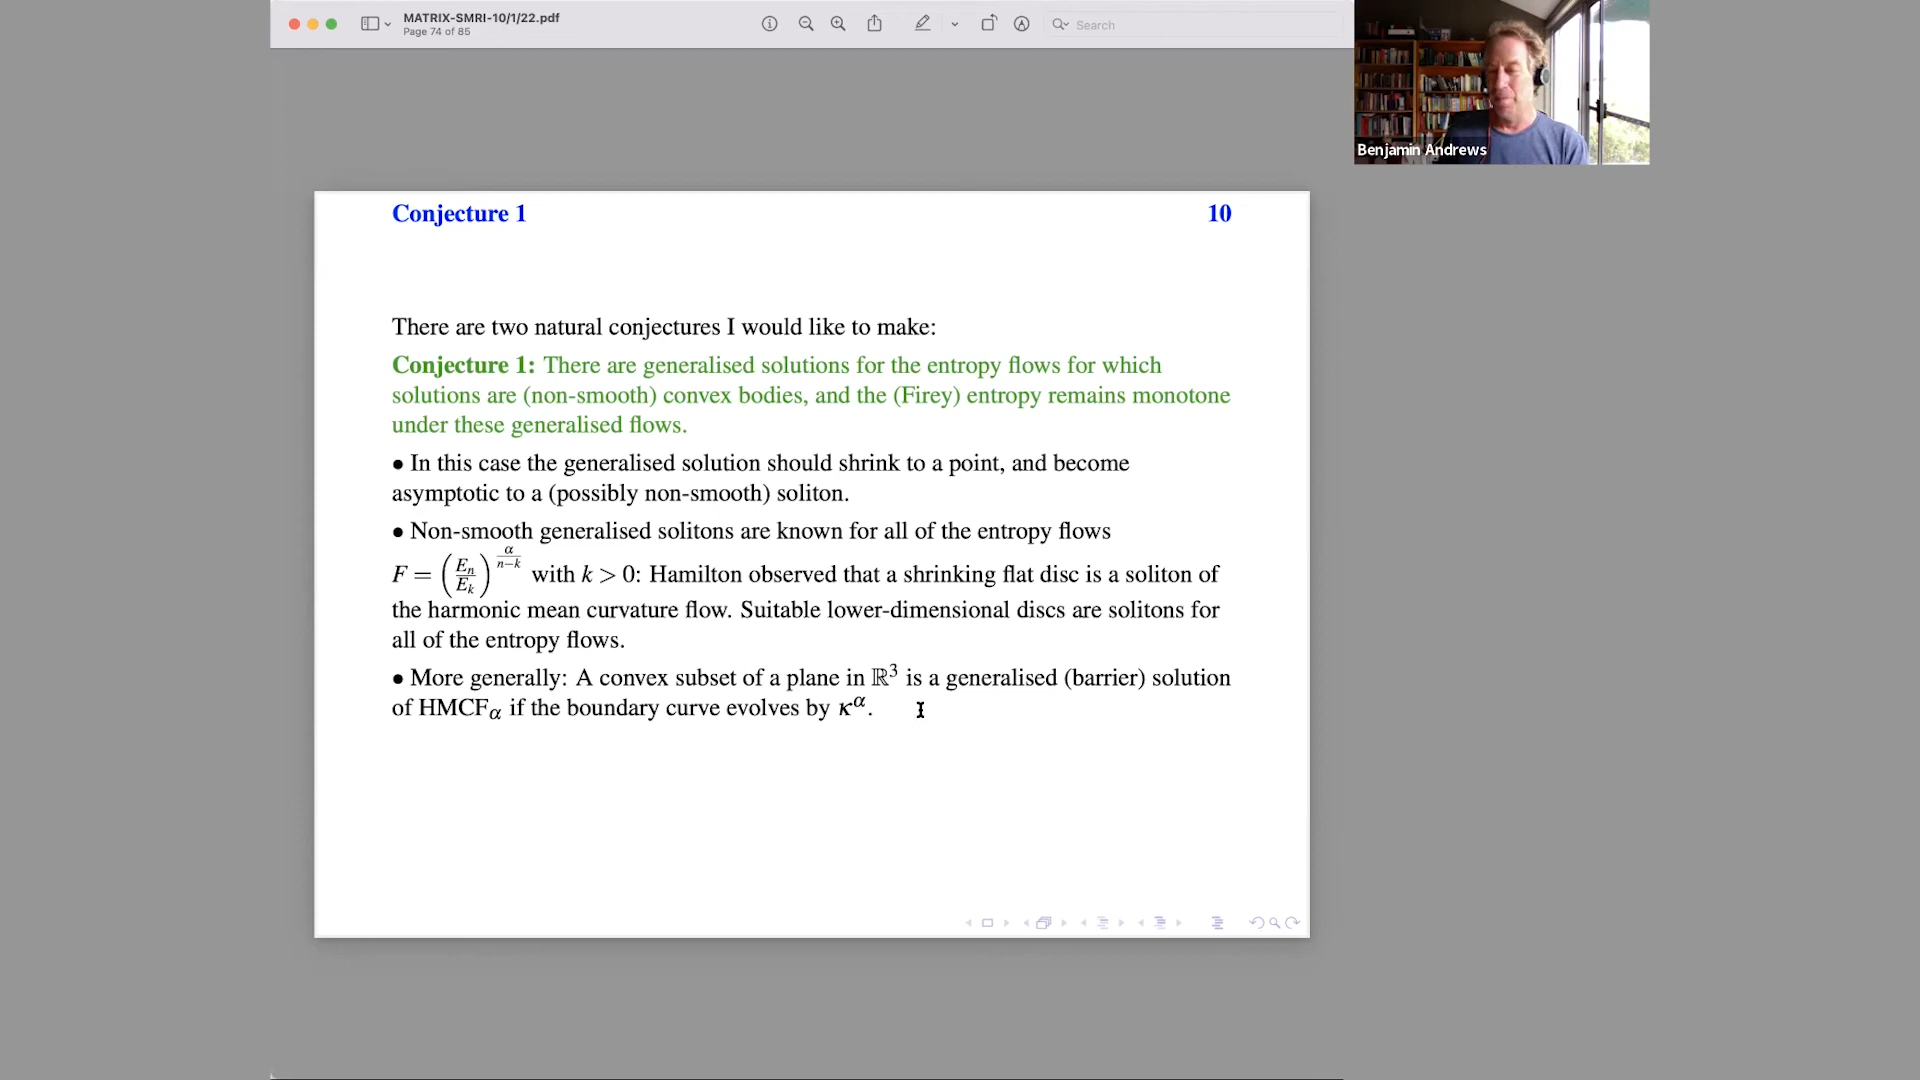 MATRIX-SMRI-10/1/22.pdf
Page 74 of 85
Search
Benjamin Andrews
Conjecture 1 10
There are two natural conjectures I would like to make:
Conjecture 1: There are generalised solutions for the entropy flows for which
solutions are (non-smooth) convex bodies, and the (Firey) entropy remains monotone
under these generalised flows.
• In this case the generalised solution should shrink to a point, and become
asymptotic to a (possibly non-smooth) soliton.
• Non-smooth generalised solitons are known for all of the entropy flows
F = (E_n/E_k)^{α/(n−k)} with k > 0: Hamilton observed that a shrinking flat disc is a soliton of
the harmonic mean curvature flow. Suitable lower-dimensional discs are solitons for
all of the entropy flows.
• More generally: A convex subset of a plane in ℝ³ is a generalised (barrier) solution
of HMCF_α if the boundary curve evolves by κ^α.